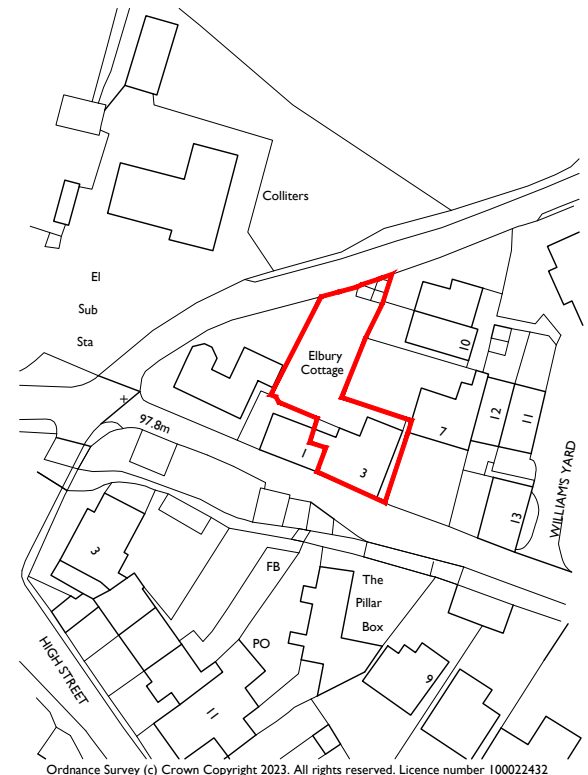 Colliters
El
Sub
Sta
Elbury
Cottage
10
97.8m
1
3
7
12
11
13
WILLIAM'S YARD
3
FB
The
Pillar
Box
PO
9
HIGH STREET
11
Ordnance Survey (c) Crown Copyright 2023. All rights reserved. Licence number 100022432